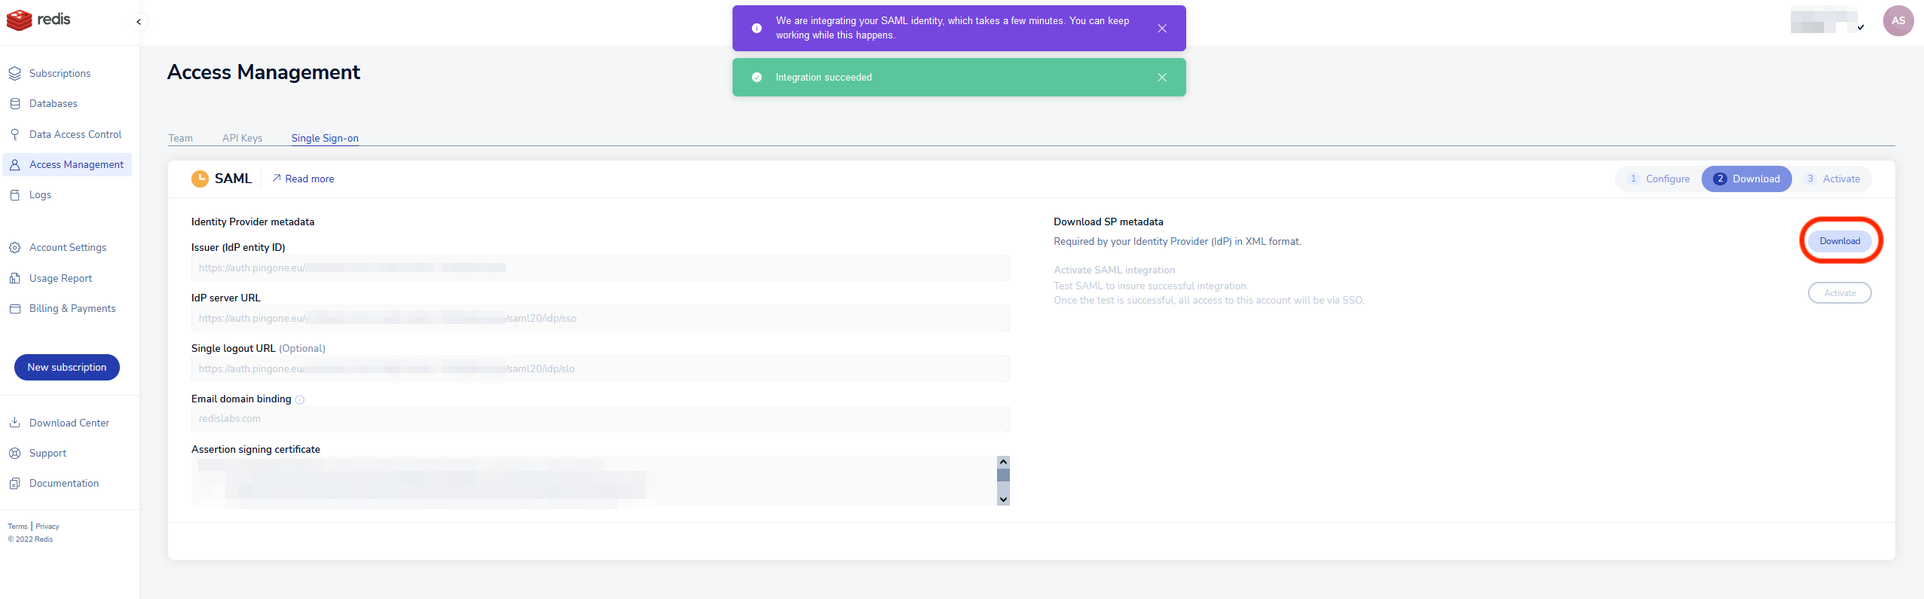 redis
We are integrating your SAML identity, which takes a few minutes. You can keep
working while this happens.
AS
Integration succeeded
Access Management
Subscriptions
Databases
Data Access Control
Access Management
Logs
Account Settings
Usage Report
Billing & Payments
New subscription
Download Center
Support
Documentation
Terms | Privacy
© 2022 Redis
Team API Keys Single Sign-on
SAML Read more
1 Configure 2 Download 3 Activate
Identity Provider metadata
Issuer (IdP entity ID)
https://auth.pingone.eu/
IdP server URL
https://auth.pingone.eu/ /saml20/idp/sso
Single logout URL (Optional)
https://auth.pingone.eu/ /saml20/idp/slo
Email domain binding
redislabs.com
Assertion signing certificate
Download SP metadata
Required by your Identity Provider (IdP) in XML format.
Download
Activate SAML integration
Test SAML to insure successful integration.
Once the test is successful, all access to this account will be via SSO.
Activate